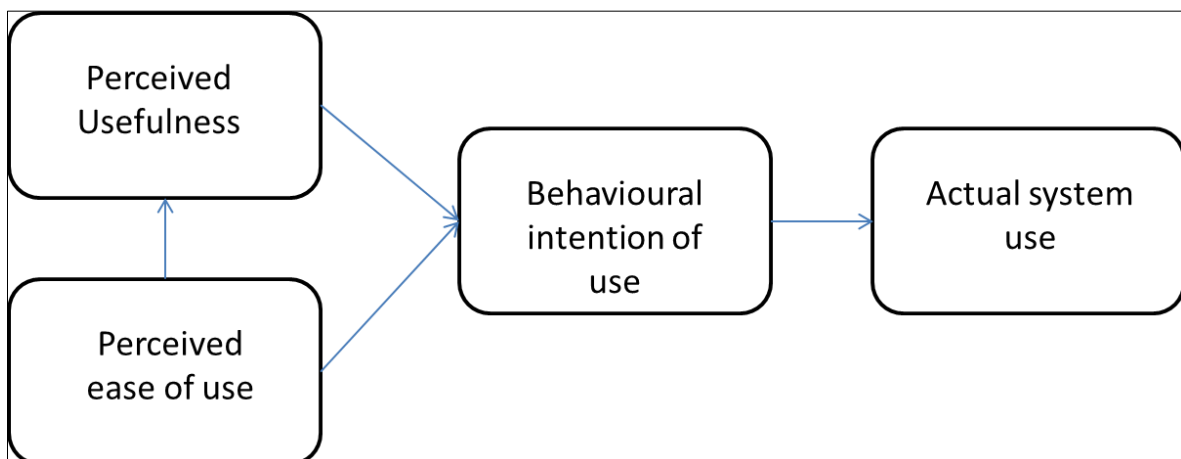 Perceived
Usefulness
Perceived
ease of use
Behavioural
intention of
use
Actual system
use